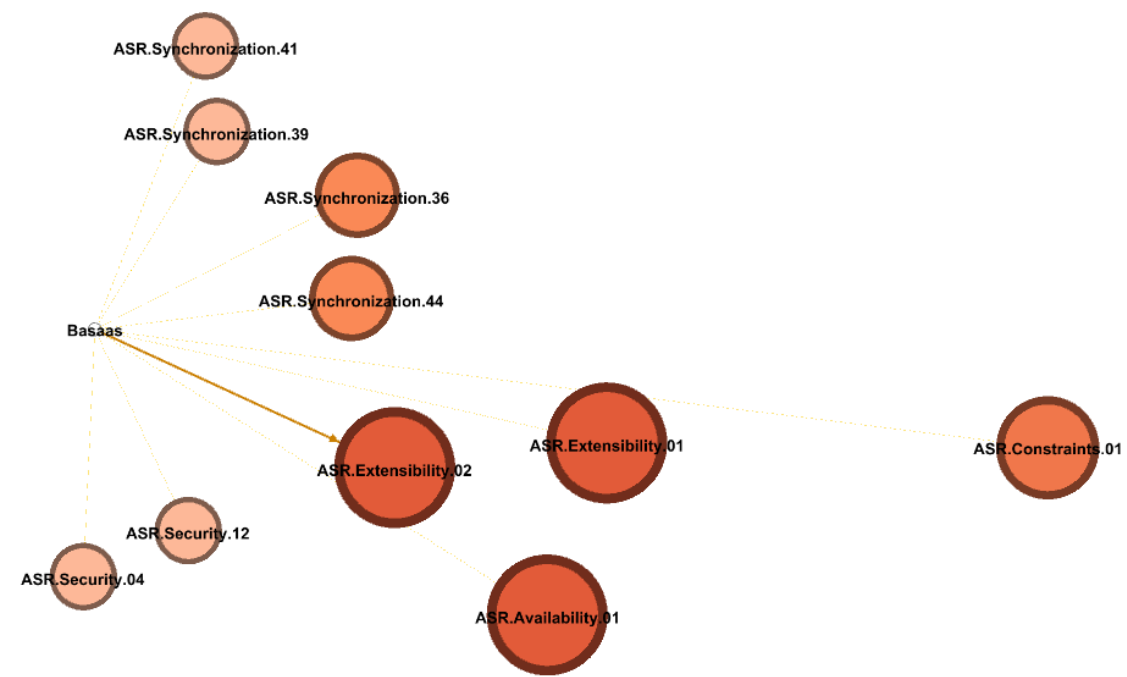 ASR.Synchronization.41
ASR.Synchronization.39
ASR.Synchronization.36
ASR.Synchronization.44
Basaas
ASR.Extensibility.01
ASR.Constraints.01
ASR.Extensibility.02
ASR.Security.12
ASR.Security.04
ASR.Availability.01